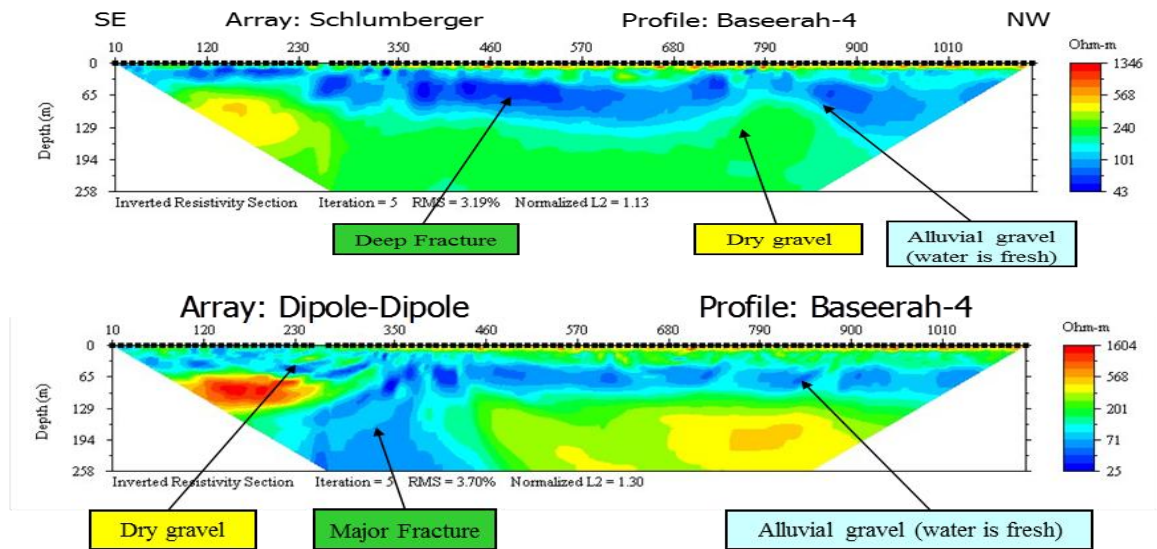 SE Array: Schlumberger Profile: Baseerah-4 NW
10 120 230 350 460 570 680 790 900 1010
Ohm-m
0 65 129 194 258
Depth (m)
1346 568 240 101 43
Inverted Resistivity Section Iteration = 5 RMS = 3.19% Normalized L2 = 1.13
Deep Fracture
Dry gravel
Alluvial gravel
(water is fresh)
Array: Dipole-Dipole Profile: Baseerah-4
10 120 230 350 460 570 680 790 900 1010
Ohm-m
0 65 129 194 258
Depth (m)
1604 568 201 71 25
Inverted Resistivity Section Iteration = 5 RMS = 3.70% Normalized L2 = 1.30
Dry gravel
Major Fracture
Alluvial gravel (water is fresh)